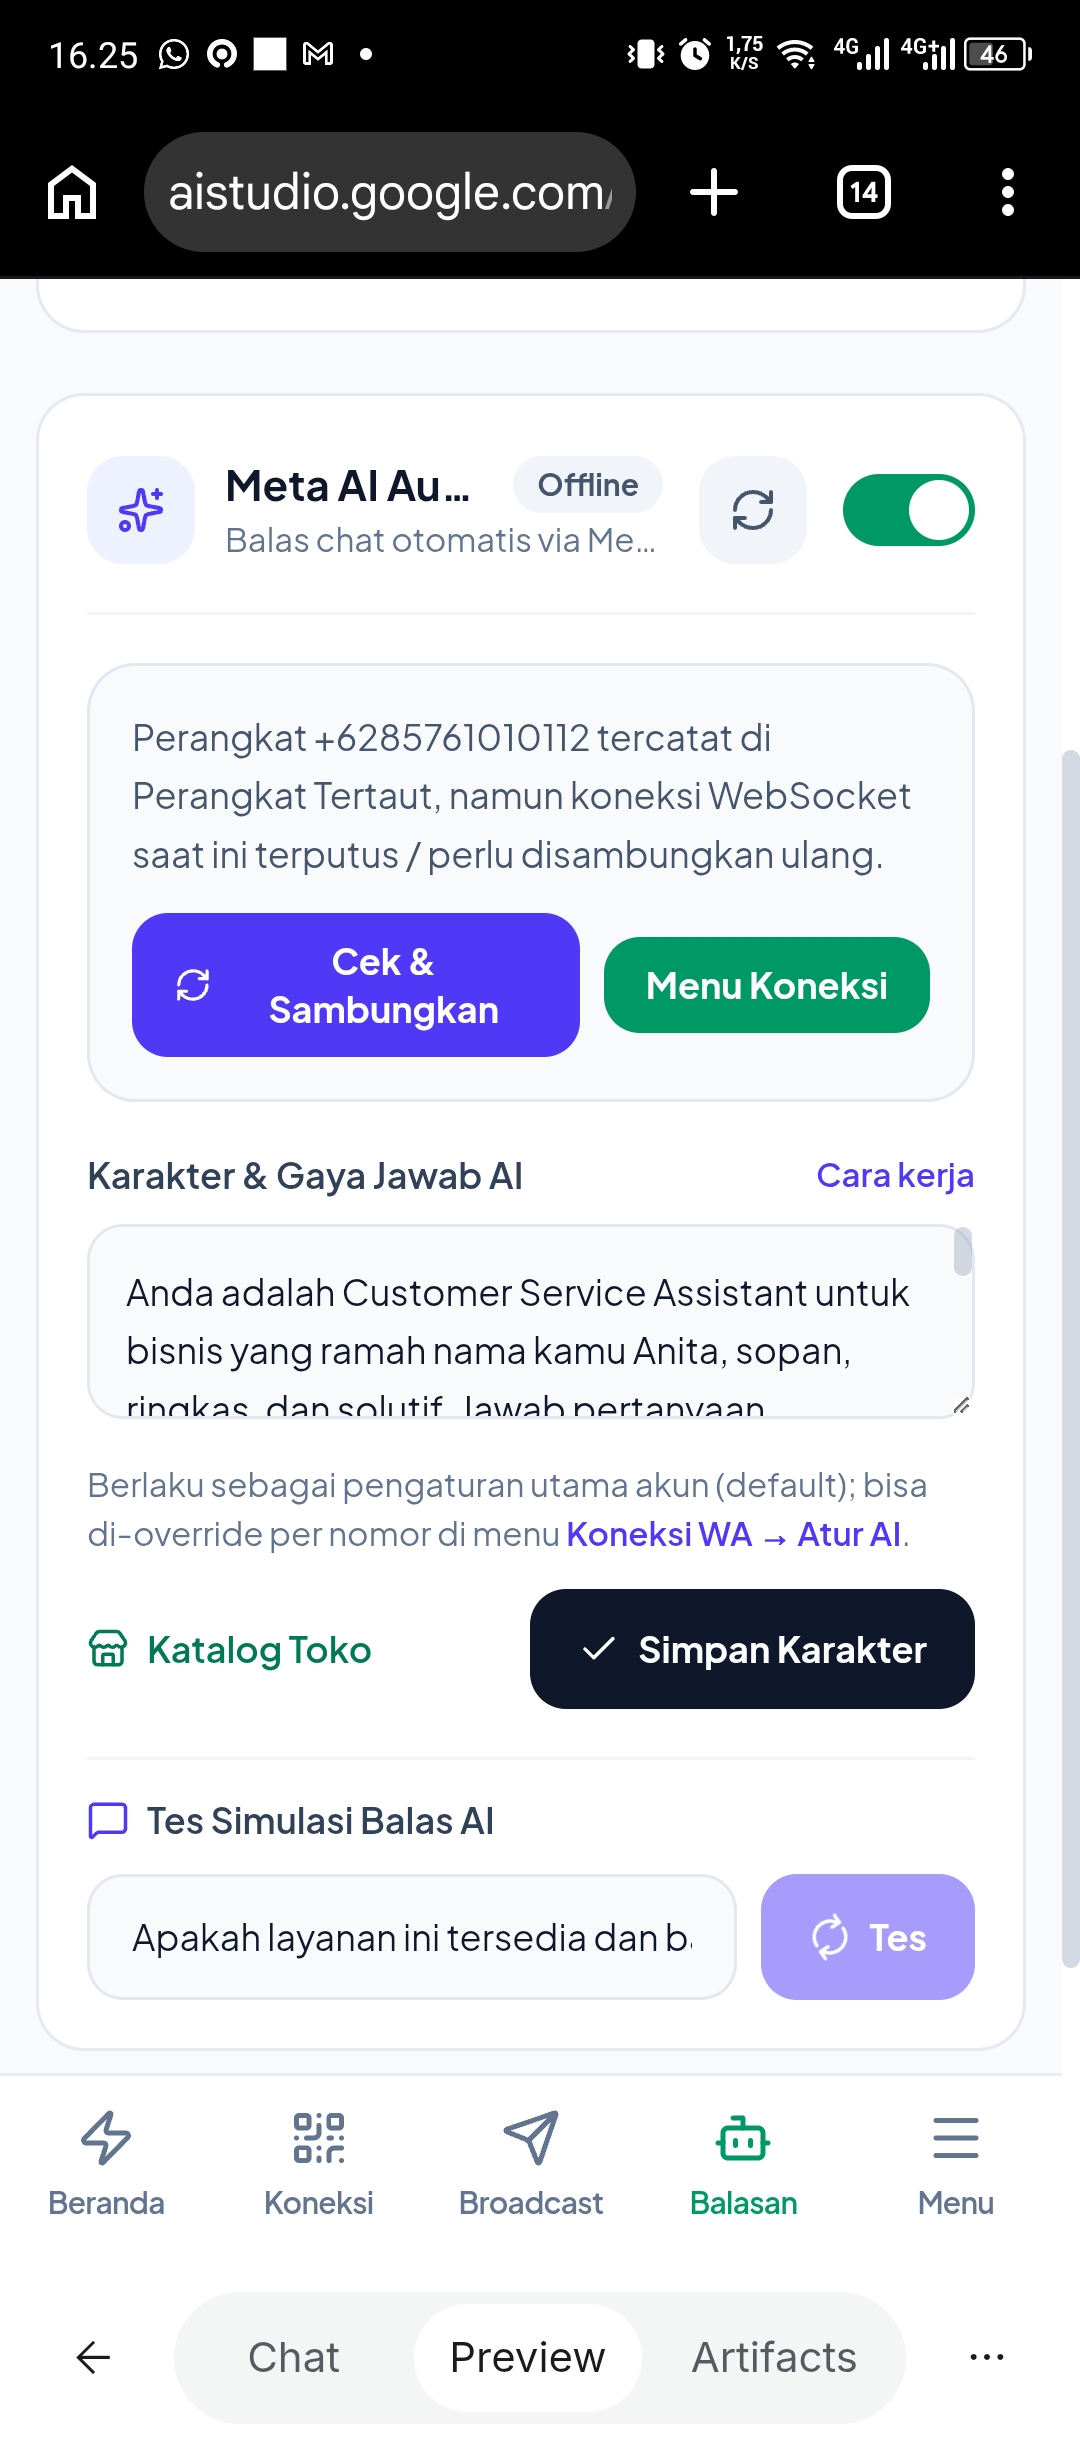 16.25
1,75 K/S
4G
4G+
46
aistudio.google.com/
14
Meta AI Au...
Offline
Balas chat otomatis via Me...
Perangkat +6285761010112 tercatat di
Perangkat Tertaut, namun koneksi WebSocket
saat ini terputus / perlu disambungkan ulang.
Cek &
Sambungkan
Menu Koneksi
Karakter & Gaya Jawab AI
Cara kerja
Anda adalah Customer Service Assistant untuk
bisnis yang ramah nama kamu Anita, sopan,
ringkas, dan solutif. Jawab pertanyaan
Berlaku sebagai pengaturan utama akun (default); bisa
di-override per nomor di menu Koneksi WA → Atur AI.
Katalog Toko
Simpan Karakter
Tes Simulasi Balas AI
Apakah layanan ini tersedia dan
Tes
Beranda
Koneksi
Broadcast
Balasan
Menu
Chat
Preview
Artifacts